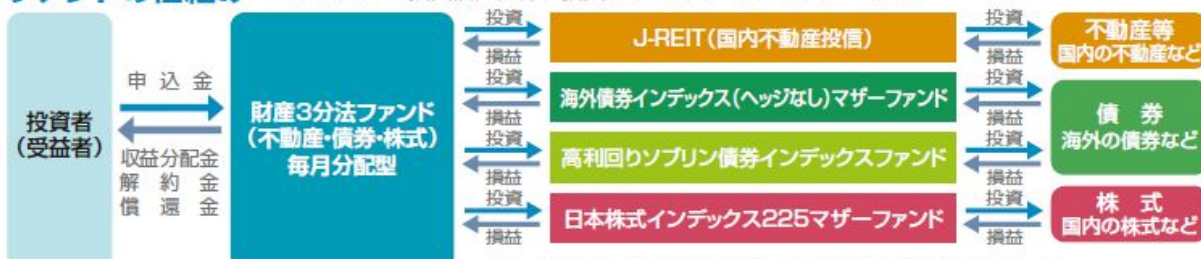 ファンドの仕組み
投資者
(受益者)
申込金
収益分配金
解約金
償還金
財産3分法ファンド
(不動産・債券・株式)
毎月分配型
投資
損益
J-REIT(国内不動産投信)
投資
損益
不動産等
国内の不動産など
投資
損益
海外債券インデックス(ヘッジなし)マザーファンド
投資
損益
債券
海外の債券など
投資
損益
高利回りソブリン債券インデックスファンド
投資
損益
投資
損益
日本株式インデックス225マザーファンド
投資
損益
株式
国内の株式など